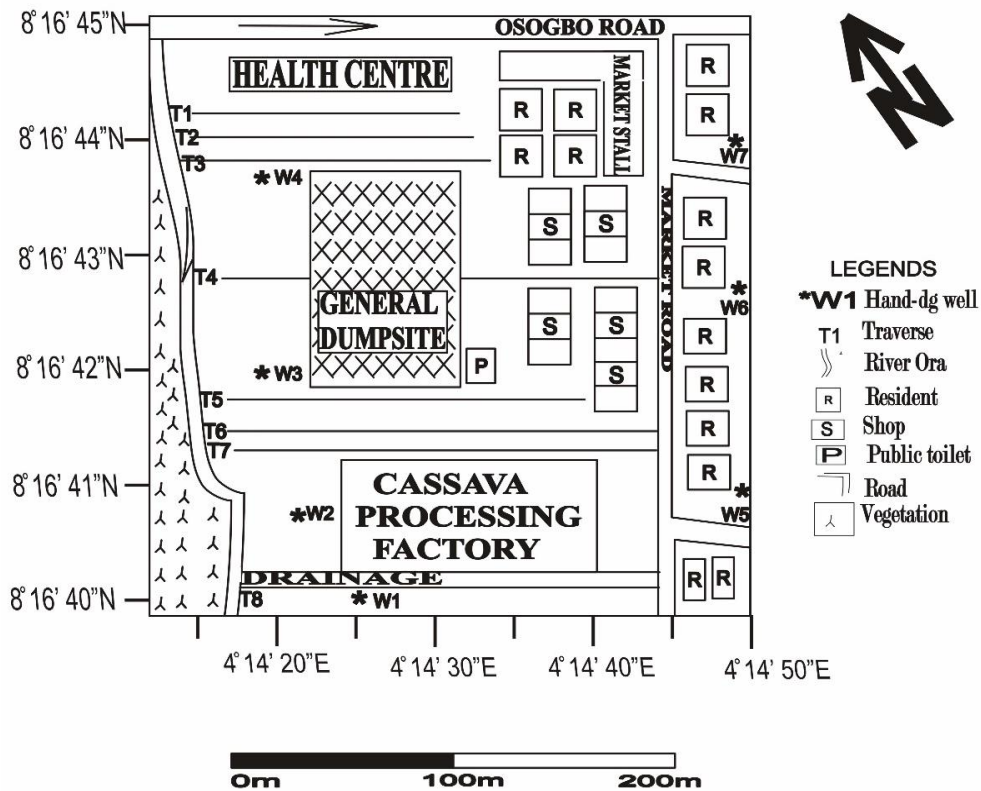 8° 16' 45"N
OSOGBO ROAD
N
HEALTH CENTRE
MARKET STALL
R
R
R
R
R
R
T1
8° 16' 44"N
T2
T3
W7
*W4
S
S
R
MARKET ROAD
8° 16' 43"N
T4
R
*W6
GENERAL
DUMPSITE
S
S
R
8° 16' 42"N
*W3
P
S
R
T5
T6
R
T7
R
8° 16' 41"N
W5
CASSAVA
PROCESSING
FACTORY
*W2
DRAINAGE
R
R
8° 16' 40"N
T8
*W1
4° 14' 20"E
4° 14' 30"E
4° 14' 40"E
4° 14' 50"E
LEGENDS
*W1 Hand-dg well
T1 Traverse
River Ora
R Resident
S Shop
P Public toilet
Road
Vegetation
0m
100m
200m